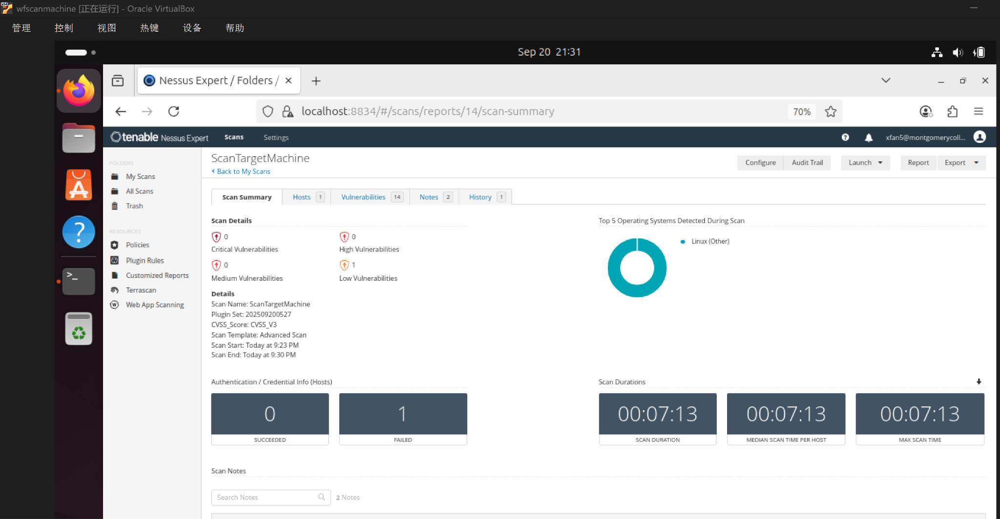 wfscanmachine [正在运行] - Oracle VirtualBox
管理 控制 视图 热键 设备 帮助
Sep 20 21:31
Nessus Expert / Folders /
localhost:8834/#/scans/reports/14/scan-summary 70%
tenable Nessus Expert Scans Settings xfan5@montgomerycoll...
FOLDERS
My Scans
All Scans
Trash
RESOURCES
Policies
Plugin Rules
Customized Reports
Terrascan
Web App Scanning
ScanTargetMachine
Back to My Scans
Configure Audit Trail Launch Report Export
Scan Summary Hosts 1 Vulnerabilities 14 Notes 2 History 1
Scan Details
0
Critical Vulnerabilities
0
High Vulnerabilities
0
Medium Vulnerabilities
1
Low Vulnerabilities
Details
Scan Name: ScanTargetMachine
Plugin Set: 202509200527
CVSS_Score: CVSS_V3
Scan Template: Advanced Scan
Scan Start: Today at 9:23 PM
Scan End: Today at 9:30 PM
Top 5 Operating Systems Detected During Scan
Linux (Other)
Authentication / Credential Info (Hosts)
0
SUCCEEDED
1
FAILED
Scan Durations
00:07:13
SCAN DURATION
00:07:13
MEDIAN SCAN TIME PER HOST
00:07:13
MAX SCAN TIME
Scan Notes
Search Notes
2 Notes